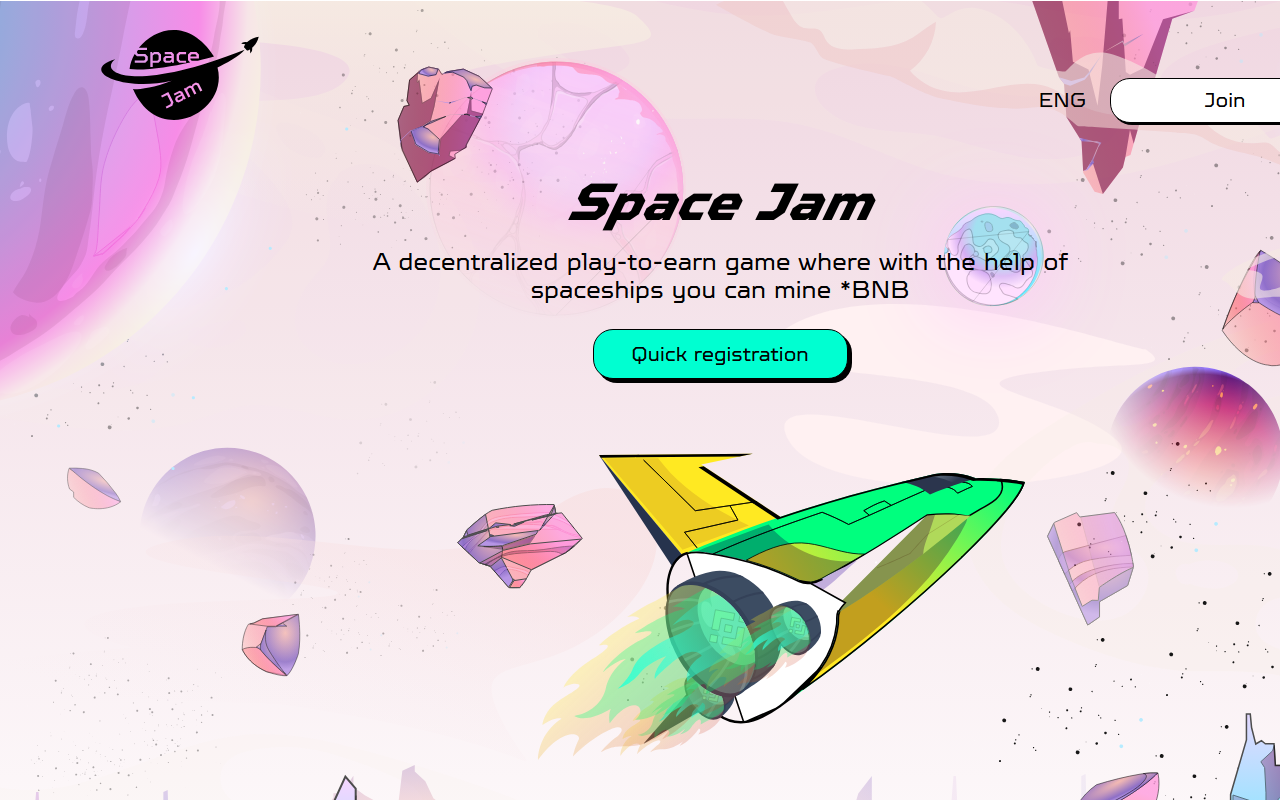 Space
Jam
ENG
Join
Space Jam
A decentralized play-to-earn game where with the help of
spaceships you can mine *BNB
Quick registration